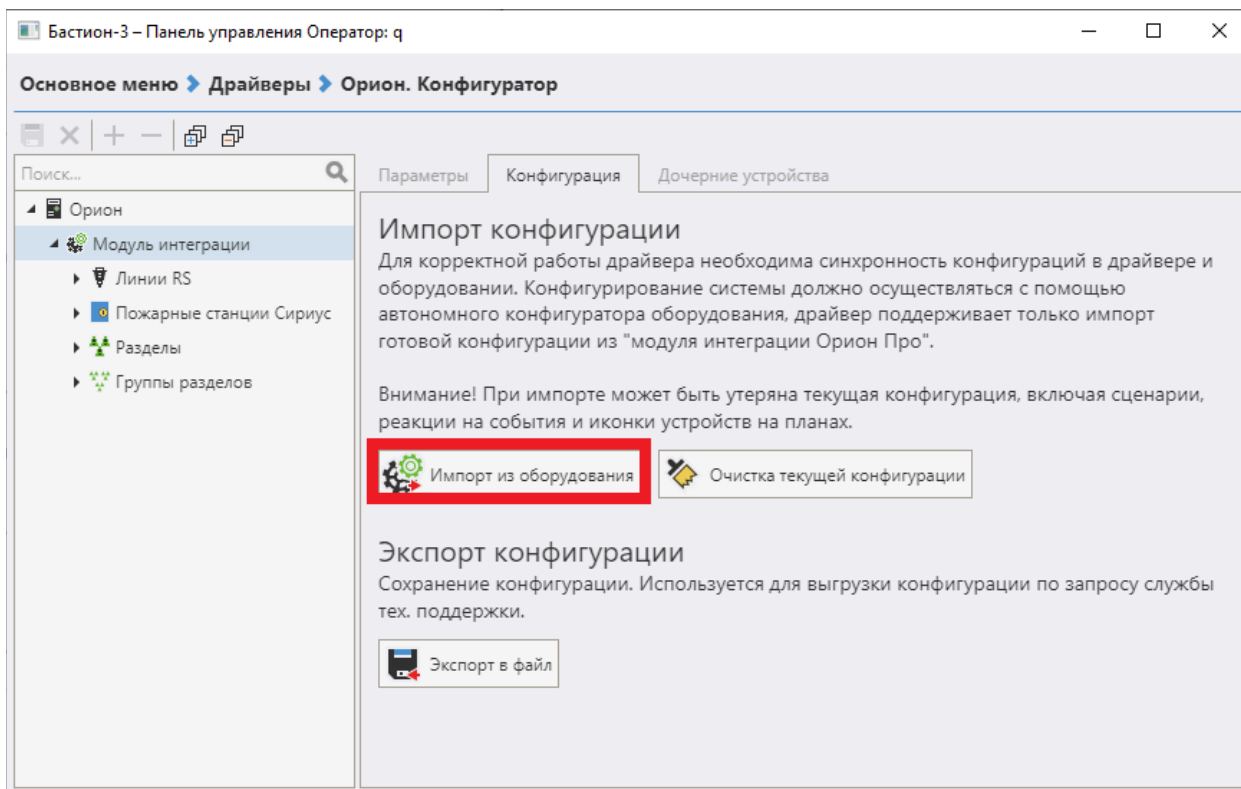 Бастион-3 – Панель управления Оператор: q
Основное меню Драйверы Орион. Конфигуратор
Поиск...
Орион
Модуль интеграции
Линии RS
Пожарные станции Сириус
Разделы
Группы разделов
Параметры Конфигурация Дочерние устройства
Импорт конфигурации
Для корректной работы драйвера необходима синхронность конфигураций в драйвере и
оборудовании. Конфигурирование системы должно осуществляться с помощью
автономного конфигуратора оборудования, драйвер поддерживает только импорт
готовой конфигурации из "модуля интеграции Орион Про".
Внимание! При импорте может быть утеряна текущая конфигурация, включая сценарии,
реакции на события и иконки устройств на планах.
Импорт из оборудования Очистка текущей конфигурации
Экспорт конфигурации
Сохранение конфигурации. Используется для выгрузки конфигурации по запросу службы
тех. поддержки.
Экспорт в файл